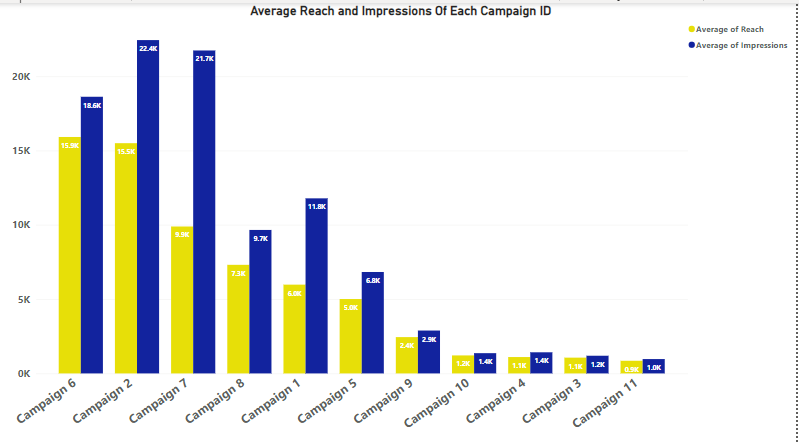 Average Reach and Impressions Of Each Campaign ID
Average of Reach
Average of Impressions
20K
15K
10K
5K
0K
15.9K
18.6K
15.5K
22.4K
9.9K
21.7K
7.3K
9.7K
6.0K
11.8K
5.0K
6.8K
2.4K
2.9K
1.2K
1.4K
1.1K
1.4K
1.1K
1.2K
0.9K
1.0K
Campaign 6
Campaign 2
Campaign 7
Campaign 8
Campaign 1
Campaign 5
Campaign 9
Campaign 10
Campaign 4
Campaign 3
Campaign 11